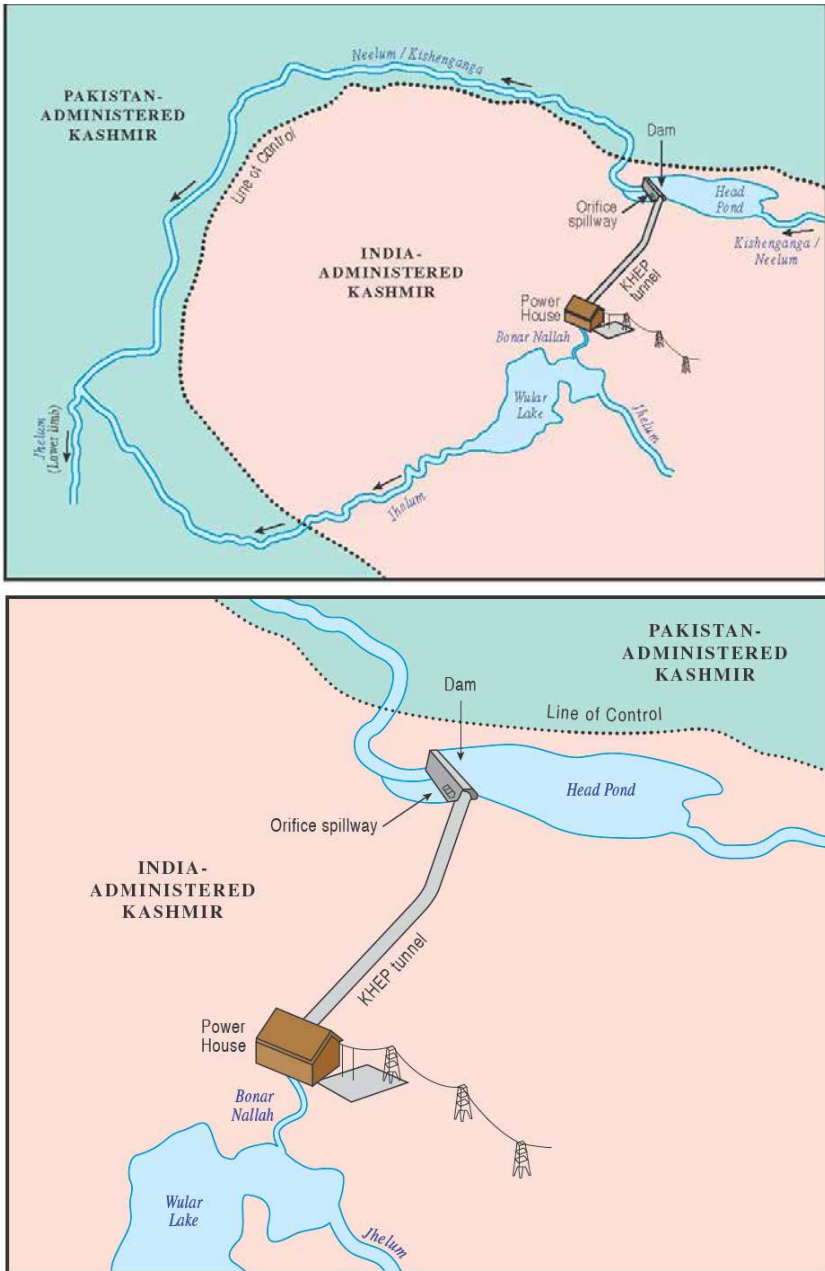 Neelum / Kishenganga
PAKISTAN-
ADMINISTERED
KASHMIR
Line of Control
Dam
Head
Pond
Orifice
spillway
Kishenganga /
Neelum
INDIA-
ADMINISTERED
KASHMIR
KHEP
tunnel
Power
House
Bonar Nallah
Wular
Lake
Jhelum
Jhelum
(Lower limb)
Jhelum
PAKISTAN-
ADMINISTERED
KASHMIR
Dam
Line of Control
Head Pond
Orifice spillway
INDIA-
ADMINISTERED
KASHMIR
KHEP tunnel
Power
House
Bonar
Nallah
Wular
Lake
Jhelum